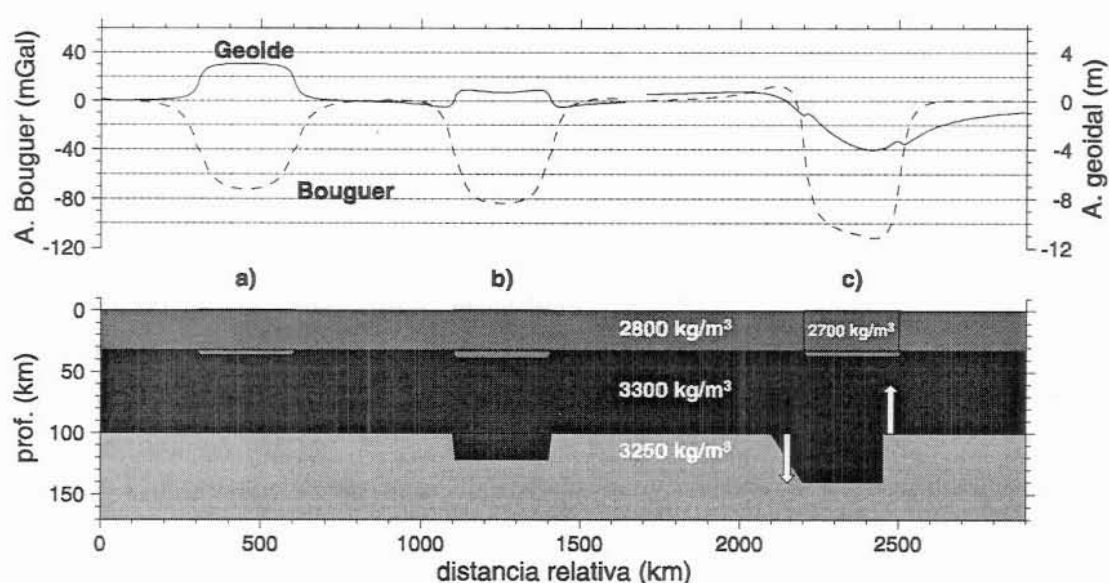 A. Bouguer (mGal)
40
0
-40
-80
-120
Geoide
Bouguer
4
0
-4
-8
-12
A. geoidal (m)
a)
b)
c)
prof. (km)
0
50
100
150
2800 kg/m³
2700 kg/m³
3300 kg/m³
3250 kg/m³
0
500
1000
1500
2000
2500
distancia relativa (km)